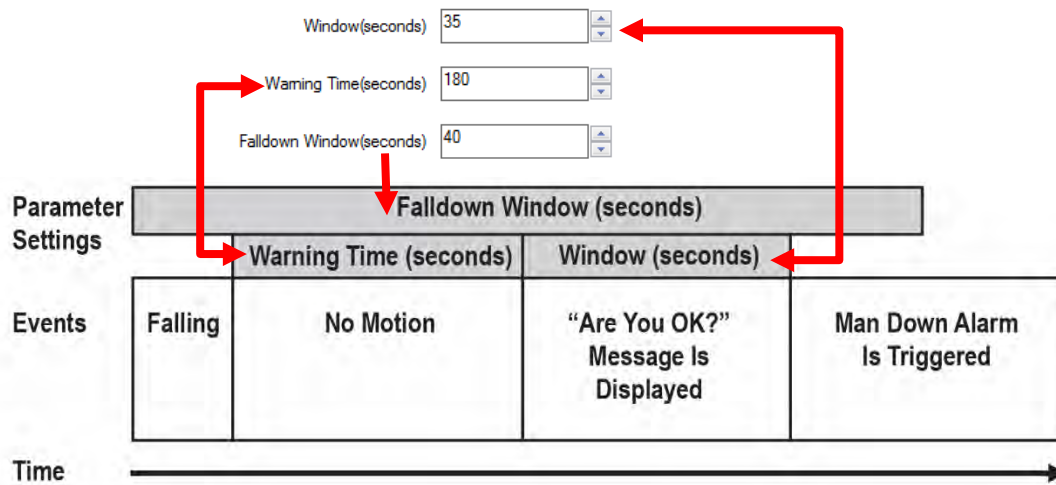 Window(seconds) 35
Warning Time(seconds) 180
Falldown Window(seconds) 40
Parameter
Settings
Falldown Window (seconds)
Warning Time (seconds)
Window (seconds)
Events
Falling
No Motion
“Are You OK?”
Message Is
Displayed
Man Down Alarm
Is Triggered
Time